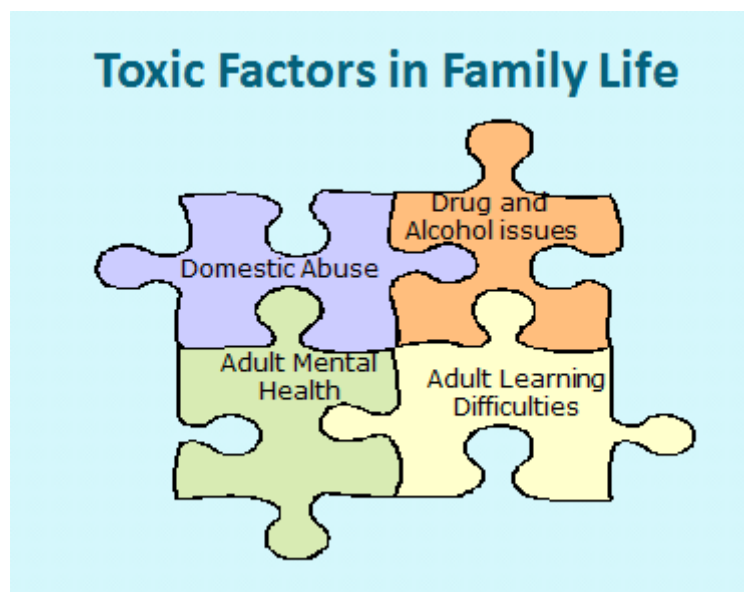 Toxic Factors in Family Life
Drug and
Alcohol issues
Domestic Abuse
Adult Mental
Health
Adult Learning
Difficulties